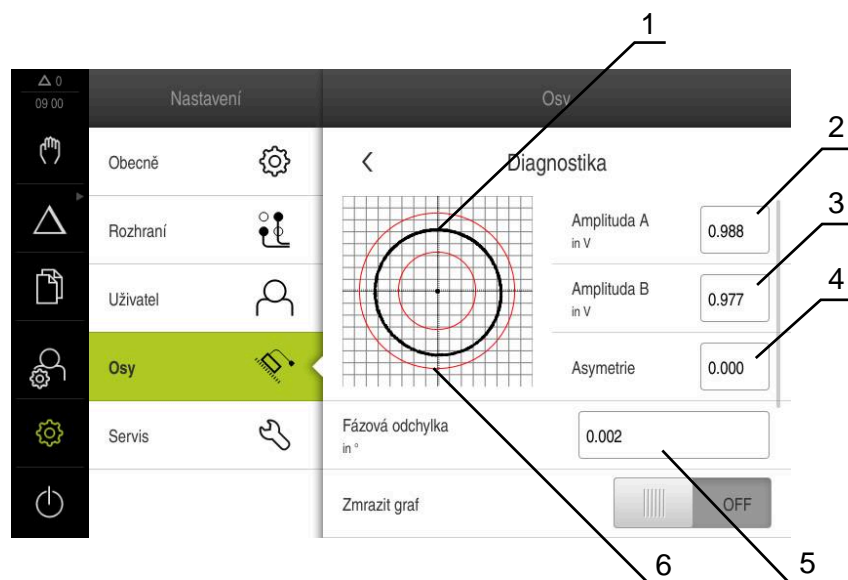 1
△ 0
09 00
Nastavení
Osy
2
Obecně
Diagnostika
3
Amplituda A
in V
0.988
Rozhraní
4
Amplituda B
in V
0.977
Uživatel
Osy
Asymetrie
0.000
Fázová odchylka
in °
0.002
Servis
Zmrazit graf
OFF
6
5